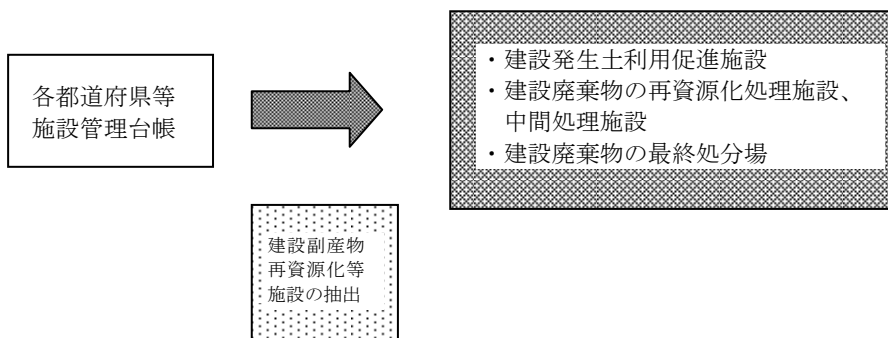 各都道府県等
施設管理台帳
・建設発生土利用促進施設
・建設廃棄物の再資源化処理施設、
中間処理施設
・建設廃棄物の最終処分場
建設副産物
再資源化等
施設の抽出